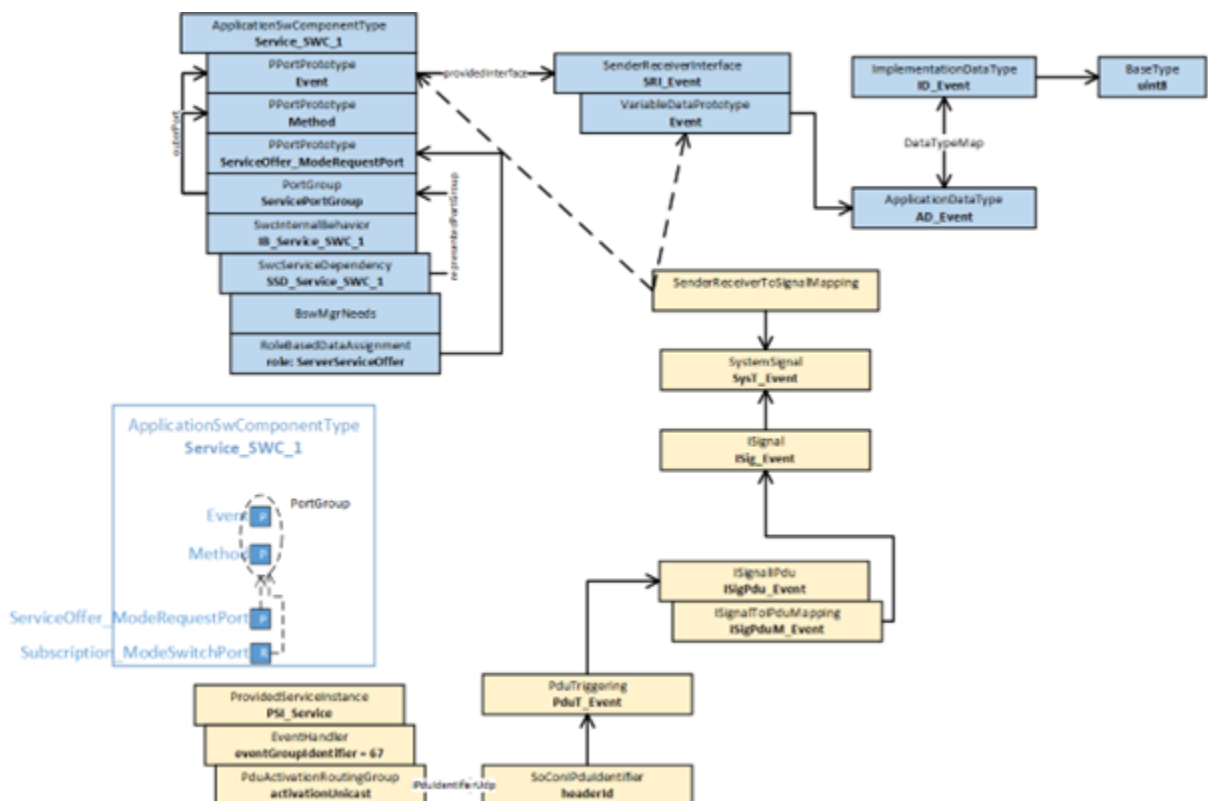 ApplicationSwComponentType
Service_SWC_1
PPortPrototype
Event
PPortPrototype
Method
PPortPrototype
ServiceOffer_ModeRequestPort
PortGroup
ServicePortGroup
SwcInternalBehavior
IB_Service_SWC_1
SwcServiceDependency
SSD_Service_SWC_1
BswMgrNeeds
RoleBasedDataAssignment
role: ServerServiceOffer
outerPort
representedPortGroup
providedInterface
SenderReceiverInterface
SRI_Event
VariableDataPrototype
Event
ImplementationDataType
ID_Event
BaseType
uint8
DataTypeMap
ApplicationDataType
AD_Event
SenderReceiverToSignalMapping
SystemSignal
SysT_Event
ISignal
ISig_Event
ISignalIPdu
ISigPdu_Event
ISignalToIPduMapping
ISigPduM_Event
PduTriggering
PduT_Event
SoConIPduIdentifier
headerId
ApplicationSwComponentType
Service_SWC_1
PortGroup
Event P
Method P
ServiceOffer_ModeRequestPort P
Subscription_ModeSwitchPort R
ProvidedServiceInstance
PSI_Service
EventHandler
eventGroupIdentifier = 67
PduActivationRoutingGroup
activationUnicast
IPduIdentifierUdp